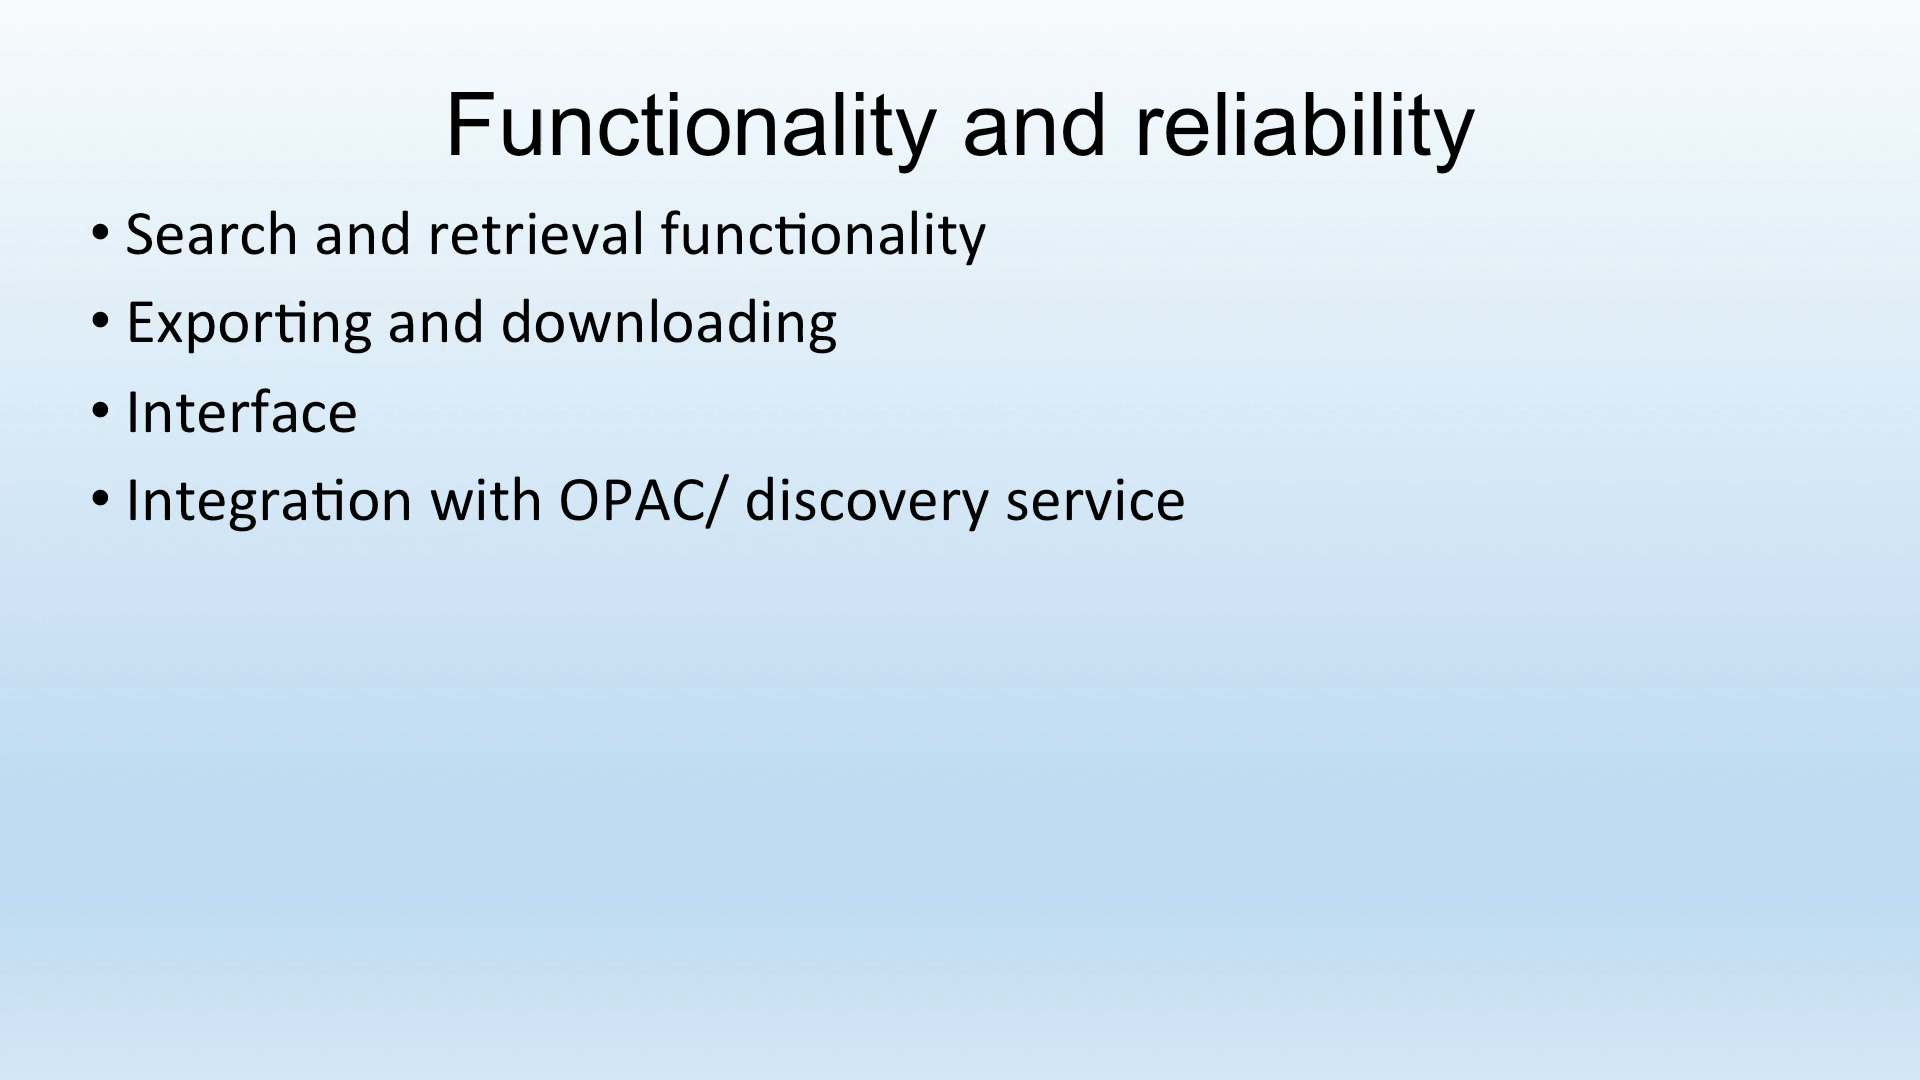 Functionality and reliability
• Search and retrieval functionality
• Exporting and downloading
• Interface
• Integration with OPAC/ discovery service